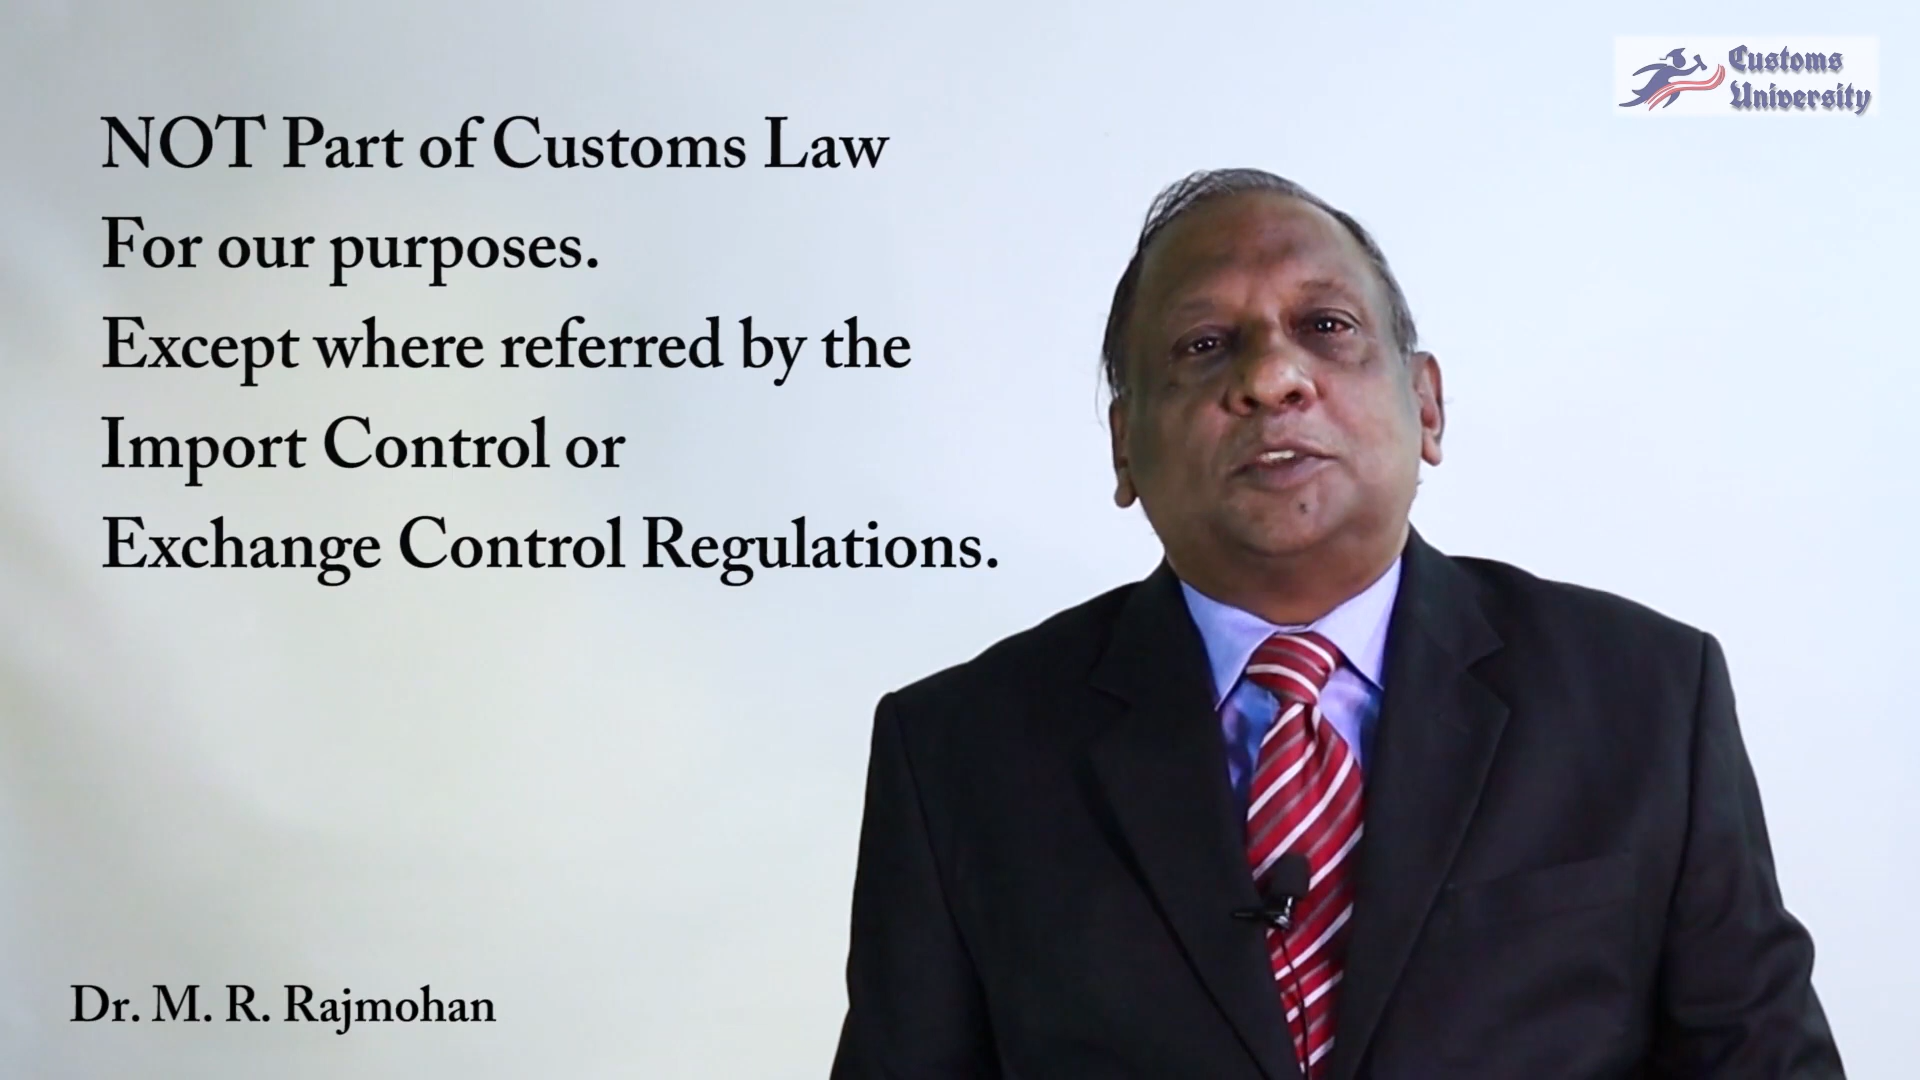 Customs
University
NOT Part of Customs Law
For our purposes.
Except where referred by the
Import Control or
Exchange Control Regulations.
Dr. M. R. Rajmohan